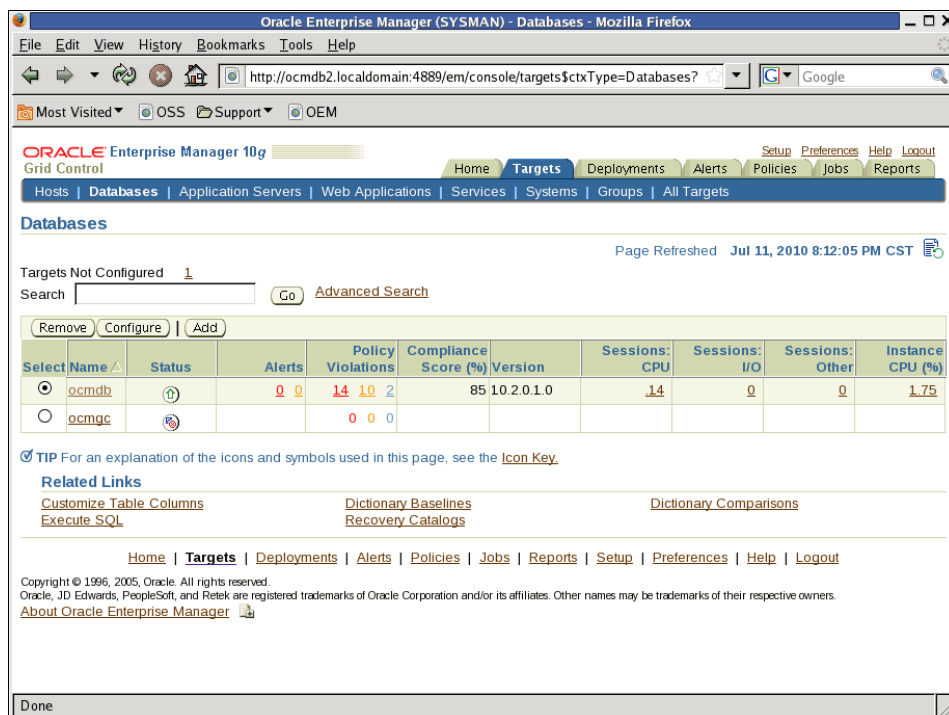 Oracle Enterprise Manager (SYSMAN) - Databases - Mozilla Firefox
File Edit View History Bookmarks Tools Help
http://ocmdb2.localdomain:4889/em/console/targets$ctxType=Databases? G Google
Most Visited OSS Support OEM
ORACLE Enterprise Manager 10g
Grid Control
Setup Preferences Help Logout
Home Targets Deployments Alerts Policies Jobs Reports
Hosts | Databases | Application Servers | Web Applications | Services | Systems | Groups | All Targets
Databases
Page Refreshed Jul 11, 2010 8:12:05 PM CST
Targets Not Configured 1
Search Go Advanced Search
Remove Configure | Add
Select Name Status Alerts Policy Violations Compliance Score (%) Version Sessions: CPU Sessions: I/O Sessions: Other Instance CPU (%)
ocmdb 0 0 14 10 2 85 10.2.0.1.0 .14 0 0 1.75
ocmgc 0 0 0
TIP For an explanation of the icons and symbols used in this page, see the Icon Key.
Related Links
Customize Table Columns Dictionary Baselines Dictionary Comparisons
Execute SQL Recovery Catalogs
Home | Targets | Deployments | Alerts | Policies | Jobs | Reports | Setup | Preferences | Help | Logout
Copyright © 1996, 2005, Oracle. All rights reserved.
Oracle, JD Edwards, PeopleSoft, and Retek are registered trademarks of Oracle Corporation and/or its affiliates. Other names may be trademarks of their respective owners.
About Oracle Enterprise Manager
Done